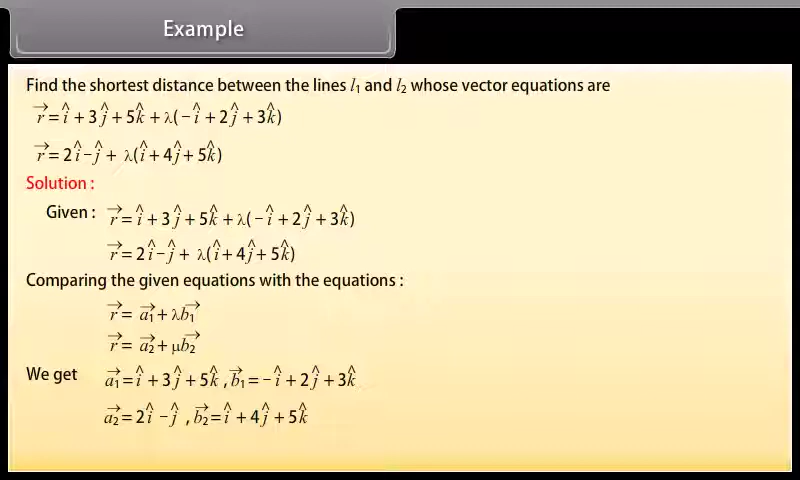 Example
Find the shortest distance between the lines l₁ and l₂ whose vector equations are
r⃗ = î + 3ĵ + 5k̂ + λ(−î + 2ĵ + 3k̂)
r⃗ = 2î − ĵ + λ(î + 4ĵ + 5k̂)
Solution :
Given : r⃗ = î + 3ĵ + 5k̂ + λ(−î + 2ĵ + 3k̂)
r⃗ = 2î − ĵ + λ(î + 4ĵ + 5k̂)
Comparing the given equations with the equations :
r⃗ = a⃗₁ + λb⃗₁
r⃗ = a⃗₂ + μb⃗₂
We get a⃗₁ = î + 3ĵ + 5k̂ , b⃗₁ = −î + 2ĵ + 3k̂
a⃗₂ = 2î − ĵ , b⃗₂ = î + 4ĵ + 5k̂